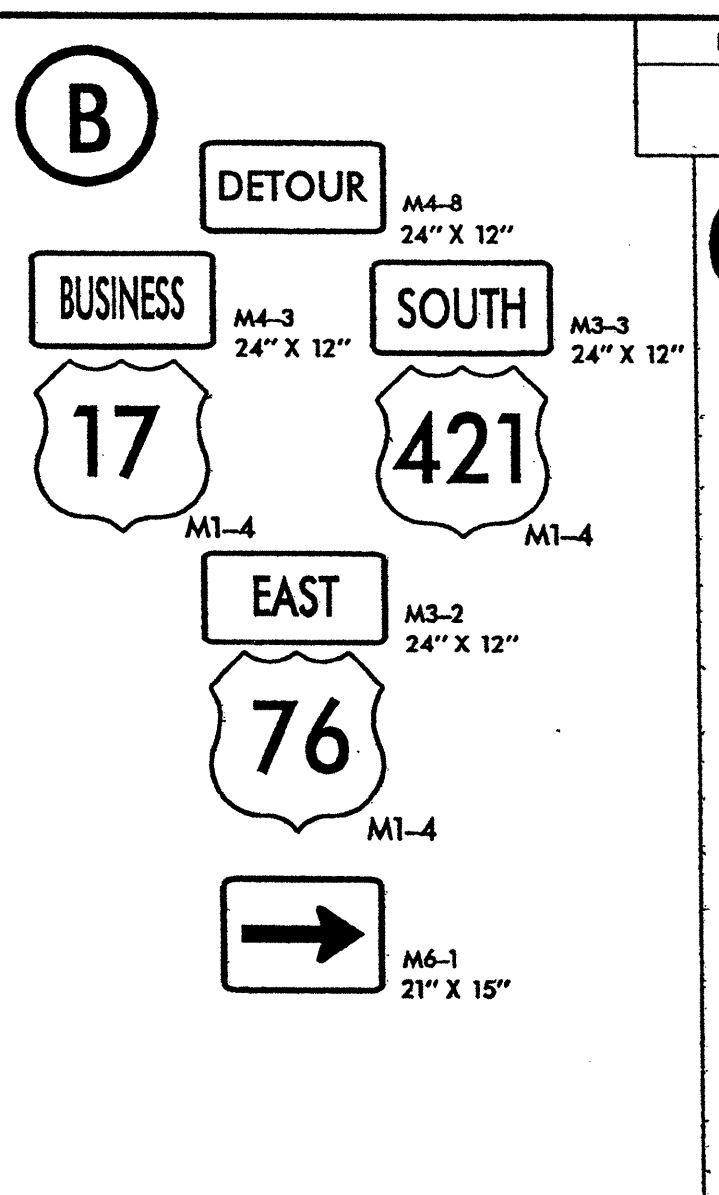 B
DETOUR
M4-8
24" X 12"
BUSINESS
M4-3
24" X 12"
SOUTH
M3-3
24" X 12"
17
M1-4
421
M1-4
EAST
M3-2
24" X 12"
76
M1-4
M6-1
21" X 15"